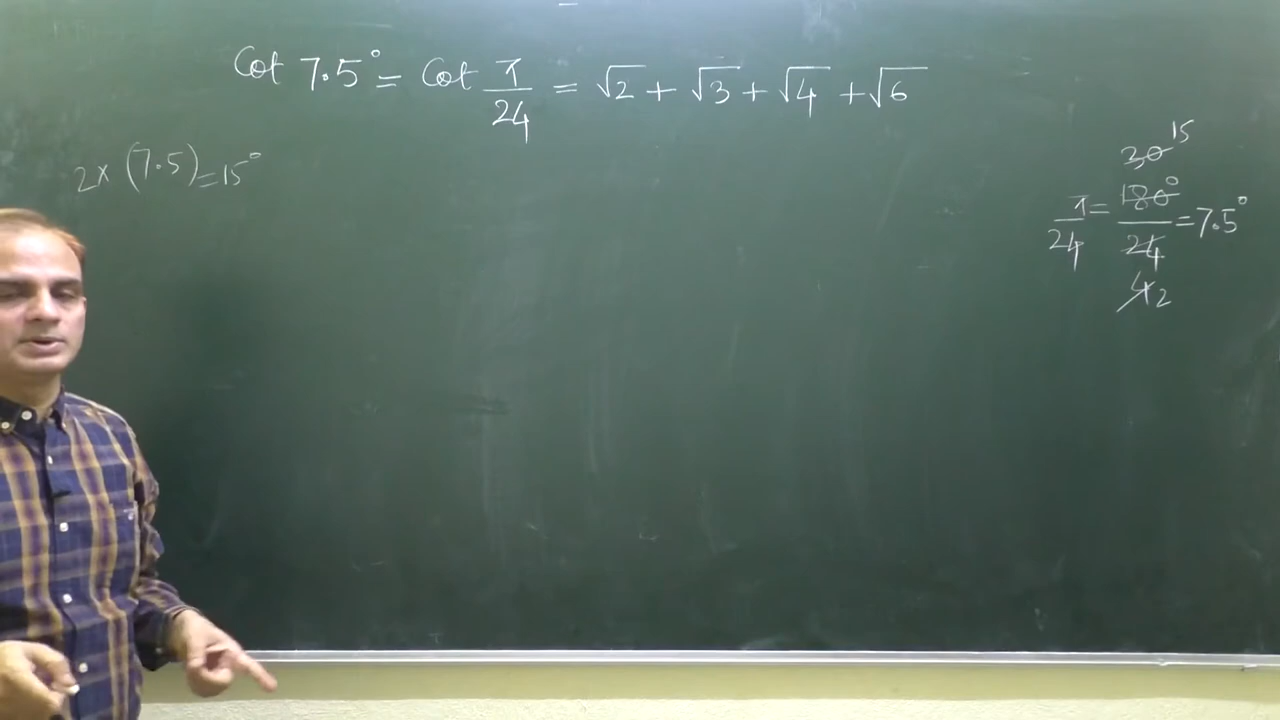 Cot 7.5° = Cot π/24 = √2 + √3 + √4 + √6
2× (7.5) = 15°
30 15
π/24 = 180°/24 = 7.5°
4 2